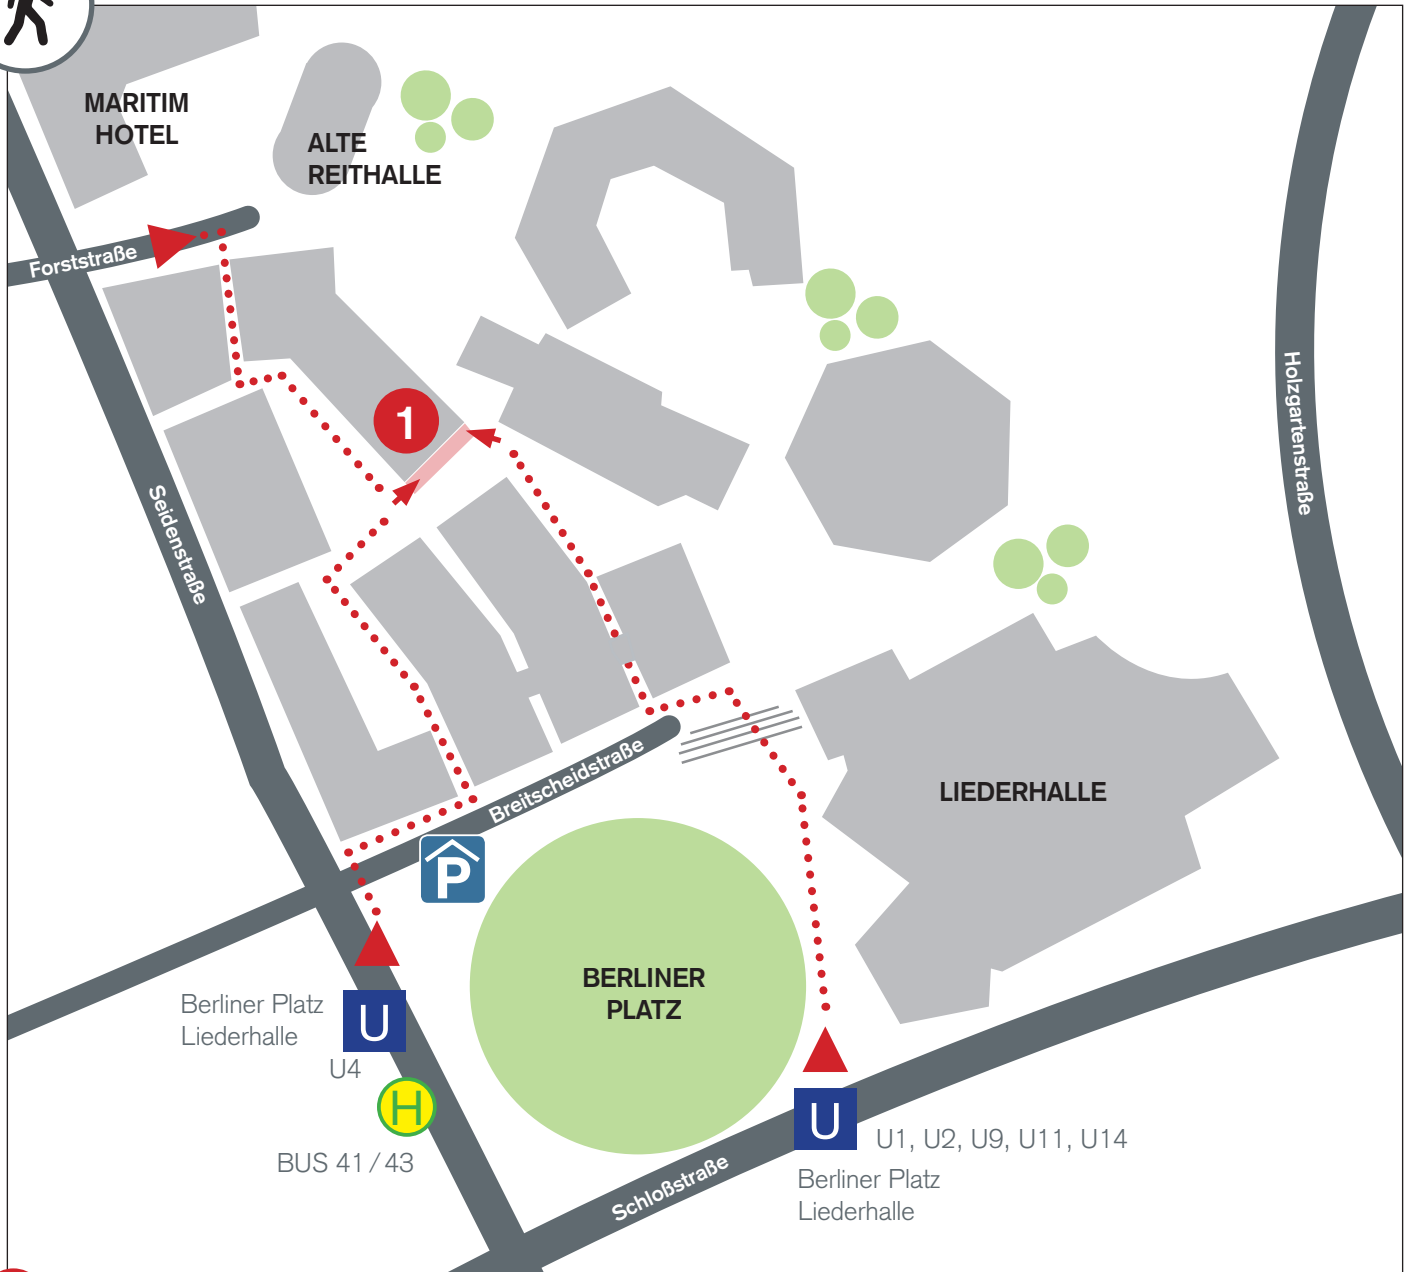 MARITIM
HOTEL
ALTE
REITHALLE
Forststraße
1
Holzgartenstraße
Seidenstraße
Breitscheidstraße
LIEDERHALLE
P
BERLINER
PLATZ
Berliner Platz
Liederhalle
U
U4
H
BUS 41 / 43
U
U1, U2, U9, U11, U14
Berliner Platz
Liederhalle
Schloßstraße